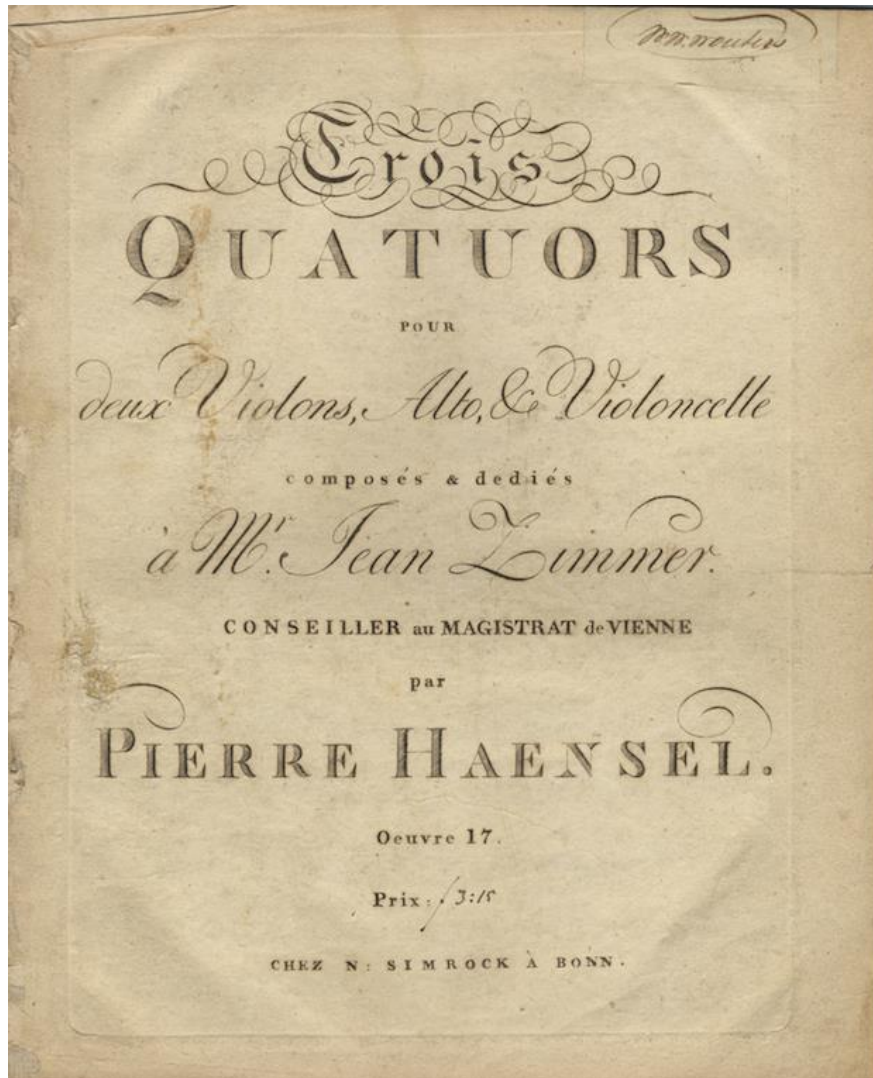 Trois
QUATUORS
POUR
deux Violons, Alto, & Violoncelle
composés & dediés
à Mr. Jean Zimmer.
CONSEILLER au MAGISTRAT de VIENNE
par
PIERRE HAENSEL.
Oeuvre 17.
Prix: f 3:15
CHEZ N: SIMROCK À BONN.